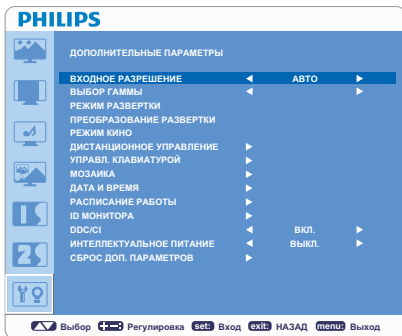 PHILIPS
ДОПОЛНИТЕЛЬНЫЕ ПАРАМЕТРЫ
ВХОДНОЕ РАЗРЕШЕНИЕ АВТО
ВЫБОР ГАММЫ
РЕЖИМ РАЗВЕРТКИ
ПРЕОБРАЗОВАНИЕ РАЗВЕРТКИ
РЕЖИМ КИНО
ДИСТАНЦИОННОЕ УПРАВЛЕНИЕ
УПРАВЛ. КЛАВИАТУРОЙ
МОЗАИКА
ДАТА И ВРЕМЯ
РАСПИСАНИЕ РАБОТЫ
ID МОНИТОРА
DDC/CI ВКЛ.
ИНТЕЛЛЕКТУАЛЬНОЕ ПИТАНИЕ ВЫКЛ.
СБРОС ДОП. ПАРАМЕТРОВ
Выбор Регулировка set: Вход exit: НАЗАД menu: Выход